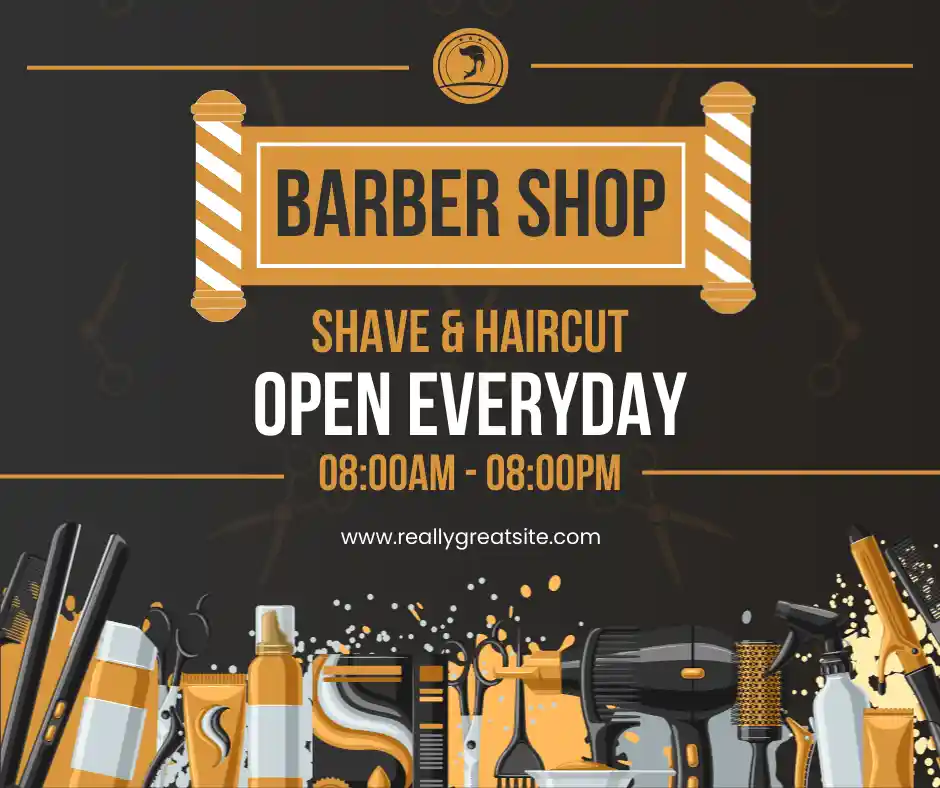 BARBER SHOP
SHAVE & HAIRCUT
OPEN EVERYDAY
08:00AM - 08:00PM
www.reallygreatsite.com